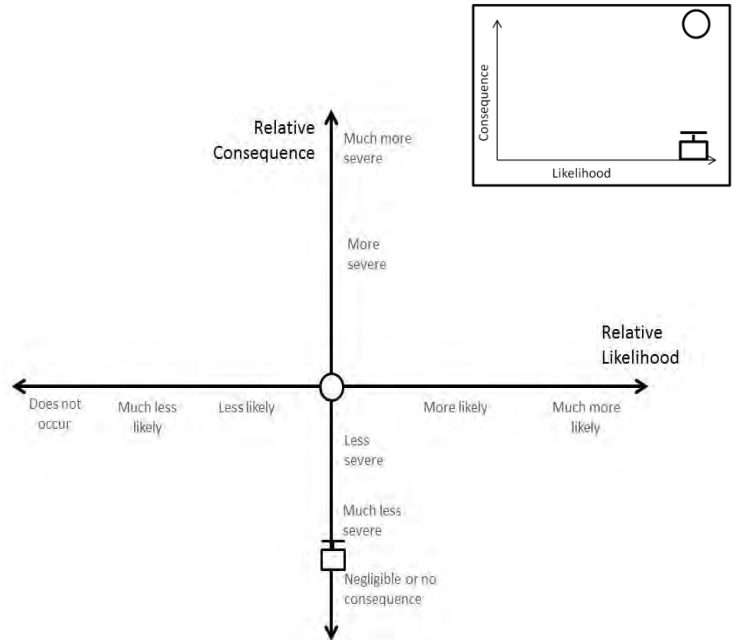 Consequence
Likelihood
Relative
Consequence
Much more
severe
More
severe
Relative
Likelihood
Does not
occur
Much less
likely
Less likely
More likely
Much more
likely
Less
severe
Much less
severe
Negligible or no
consequence